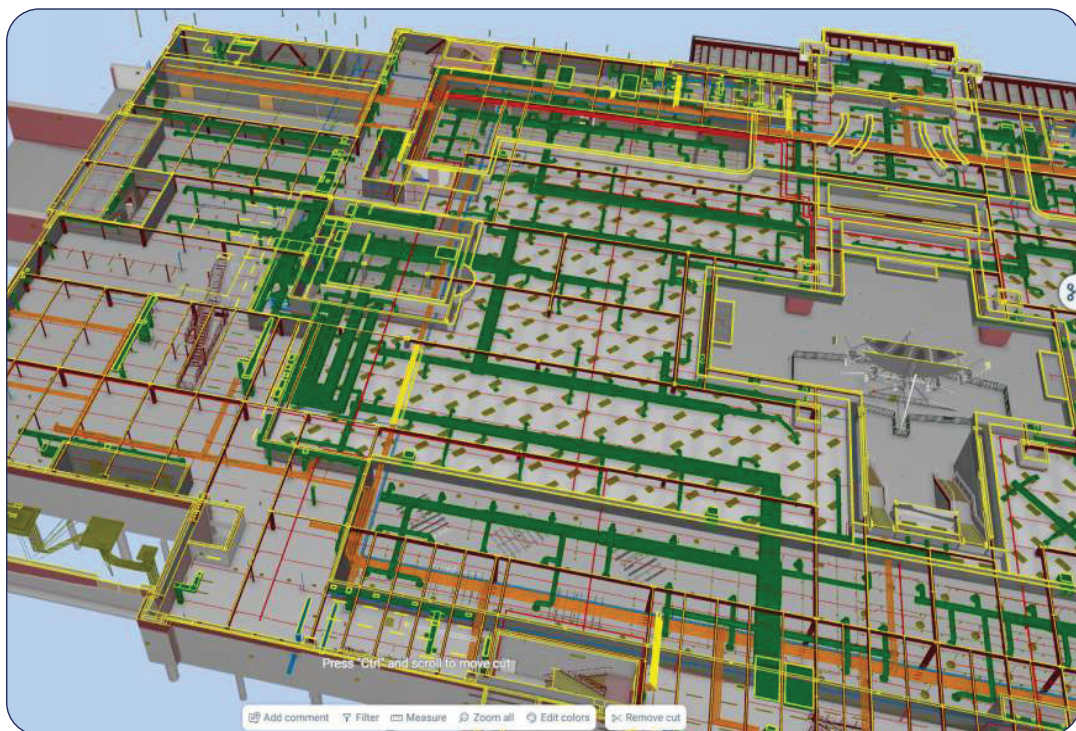 Press "Ctrl" and scroll to move cut
Add comment Filter Measure Zoom all Edit colors Remove cut